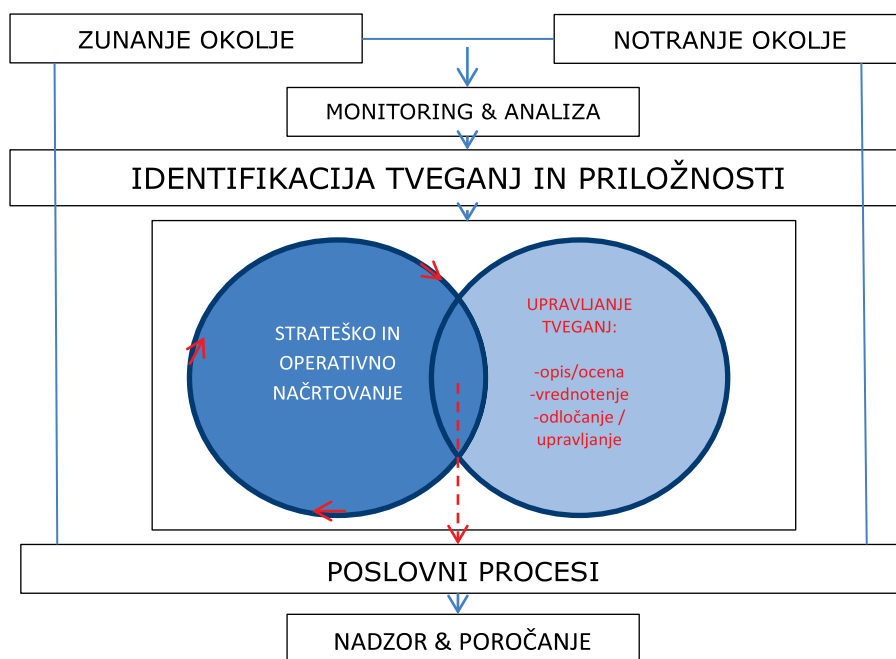 ZUNANJE OKOLJE
NOTRANJE OKOLJE
MONITORING & ANALIZA
IDENTIFIKACIJA TVEGANJ IN PRILOŽNOSTI
STRATEŠKO IN
OPERATIVNO
NAČRTOVANJE
UPRAVLJANJE
TVEGANJ:
-opis/ocena
-vrednotenje
-odločanje /
upravljanje
POSLOVNI PROCESI
NADZOR & POROČANJE